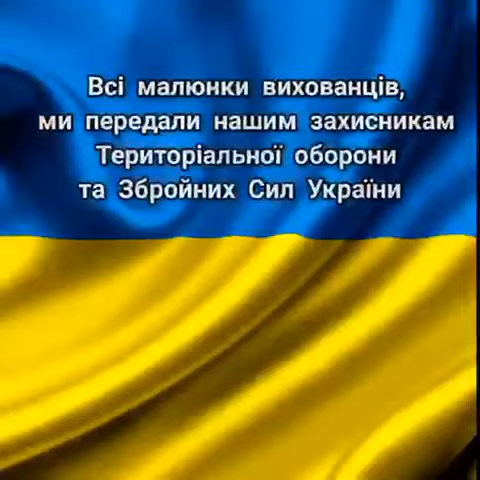 Всі малюнки вихованців,
ми передали нашим захисникам
Територіальної оборони
та Збройних Сил України